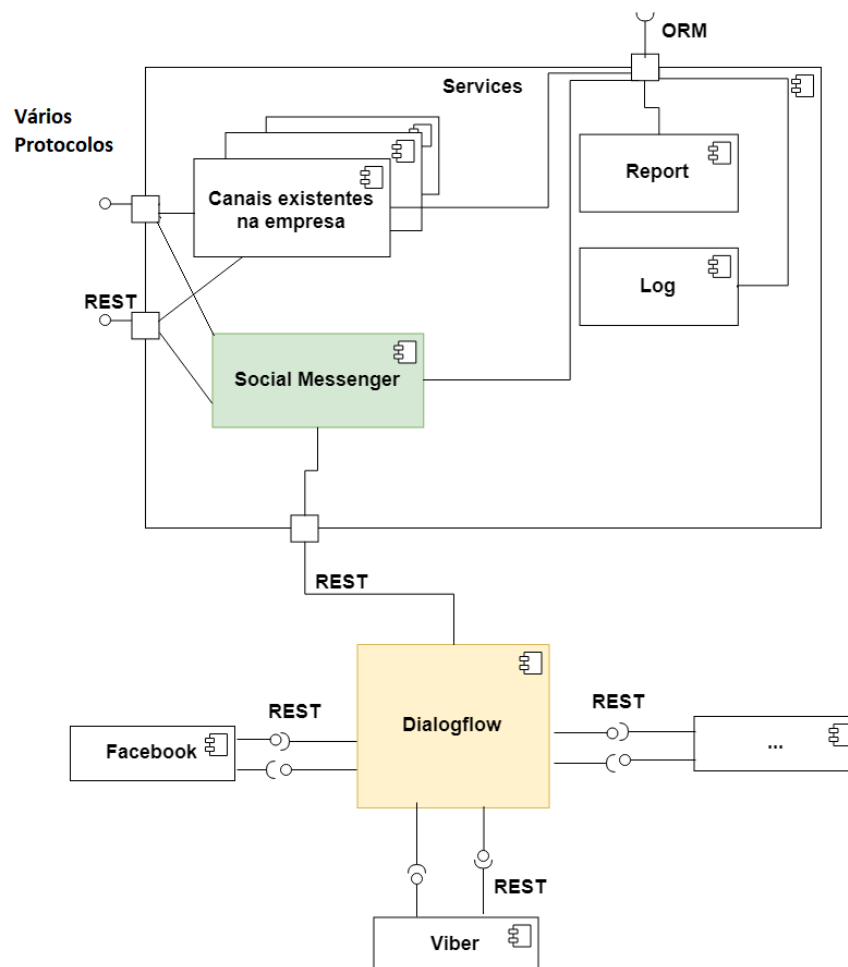 ORM
Services
Vários
Protocolos
Canais existentes
na empresa
Report
Log
REST
Social Messenger
REST
REST
Dialogflow
REST
Facebook
...
REST
Viber